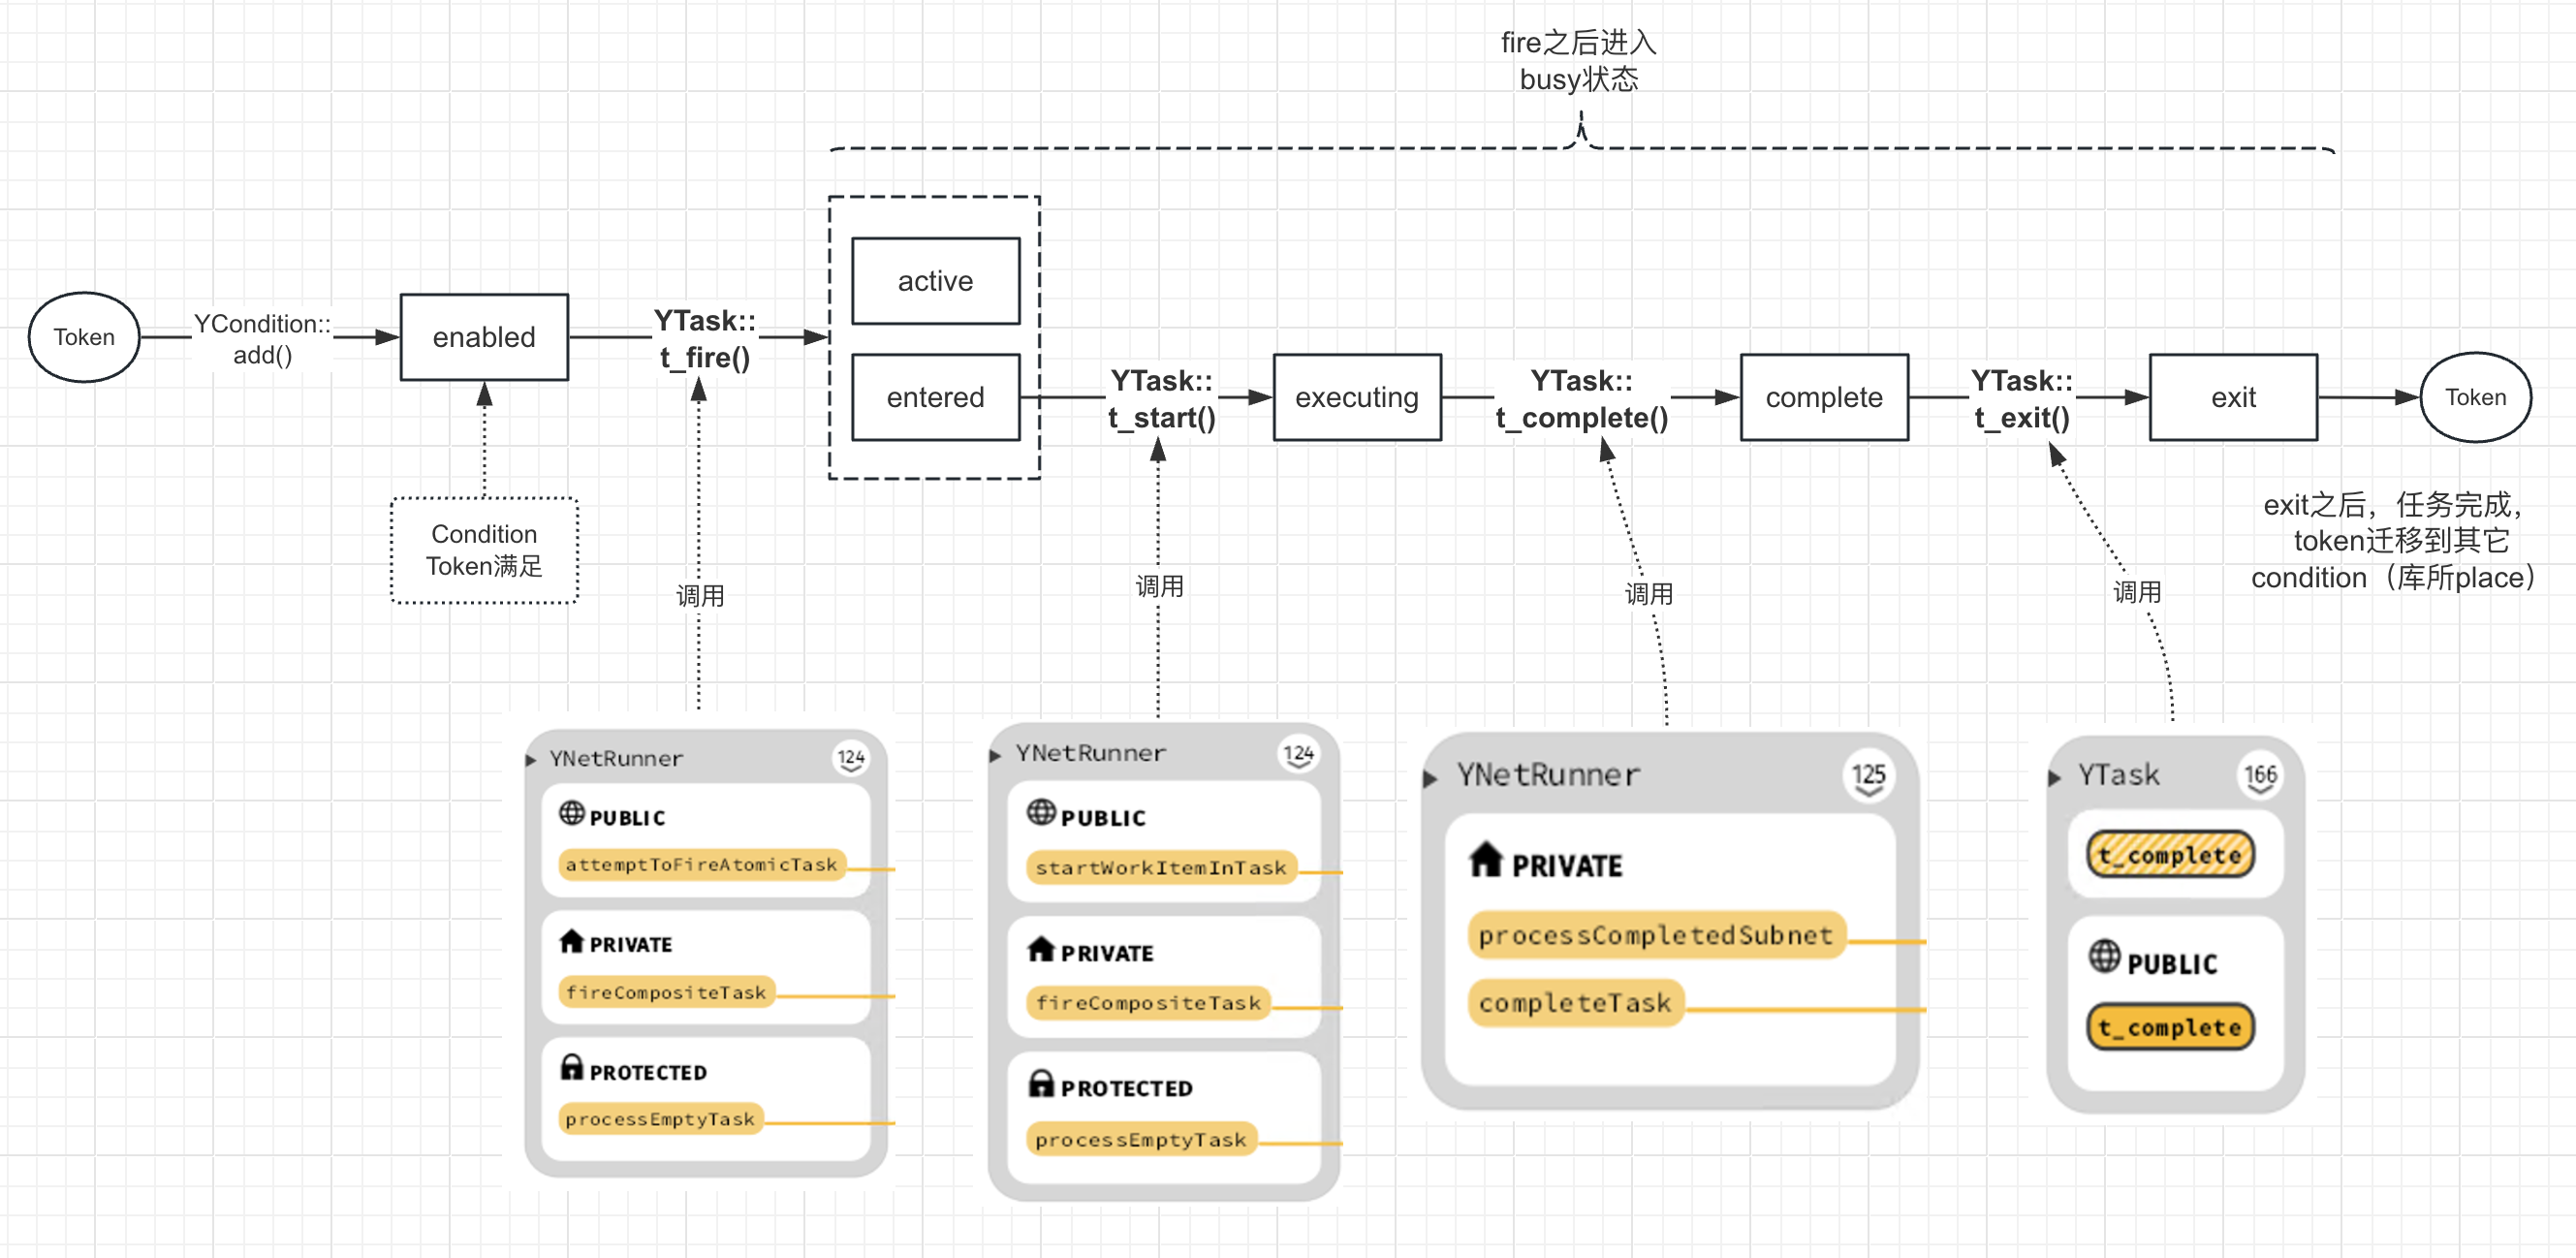 fire之后进入
busy状态
Token
YCondition::
add()
enabled
YTask::
t_fire()
active
entered
YTask::
t_start()
executing
YTask::
t_complete()
complete
YTask::
t_exit()
exit
Token
Condition
Token满足
exit之后，任务完成，
token迁移到其它
condition（库所place）
调用
调用
调用
调用
YNetRunner
124
PUBLIC
attemptToFireAtomicTask
PRIVATE
fireCompositeTask
PROTECTED
processEmptyTask
YNetRunner
124
PUBLIC
startWorkItemInTask
PRIVATE
fireCompositeTask
PROTECTED
processEmptyTask
YNetRunner
125
PRIVATE
processCompletedSubnet
completeTask
YTask
166
t_complete
PUBLIC
t_complete